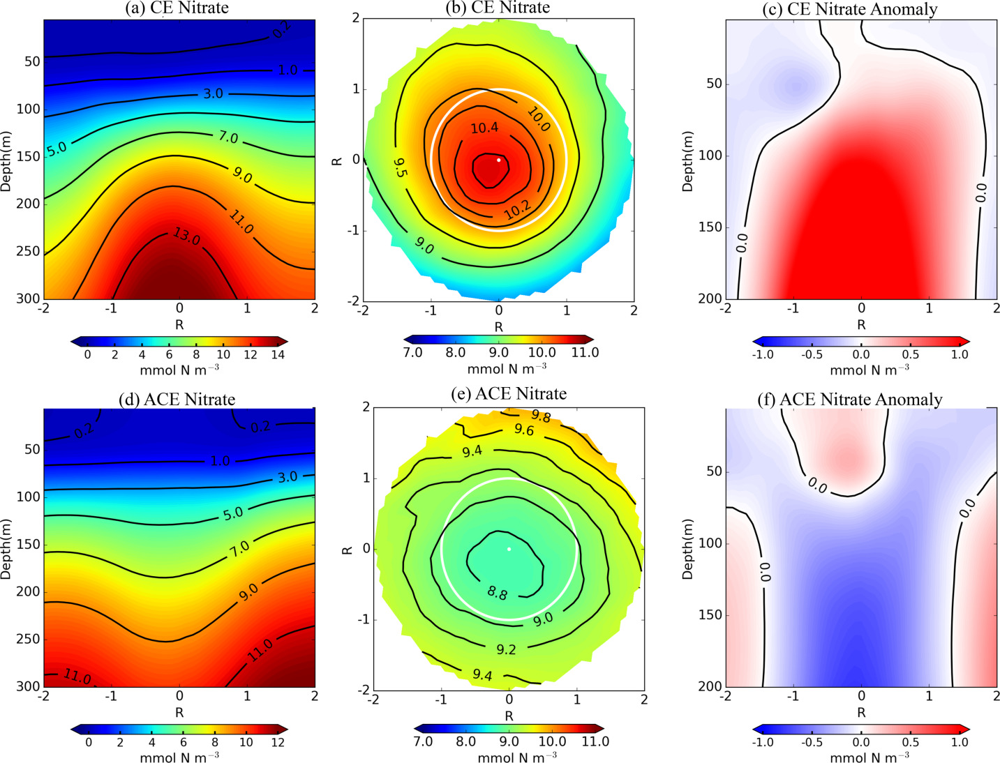 (a) CE Nitrate
(b) CE Nitrate
(c) CE Nitrate Anomaly
Depth(m)
50
100
150
200
250
300
0.2
1.0
3.0
5.0
7.0
9.0
11.0
13.0
-2 -1 0 1 2
R
0 2 4 6 8 10 12 14
mmol N m⁻³
R
2
1
0
-1
-2
10.0
10.4
9.5
10.2
9.0
-2 -1 0 1 2
R
7.0 8.0 9.0 10.0 11.0
mmol N m⁻³
Depth(m)
50
100
150
200
0.0
0.0
-2 -1 0 1 2
R
-1.0 -0.5 0.0 0.5 1.0
mmol N m⁻³
(d) ACE Nitrate
(e) ACE Nitrate
(f) ACE Nitrate Anomaly
Depth(m)
50
100
150
200
250
300
0.2
0.2
1.0
3.0
5.0
7.0
9.0
11.0
11.0
-2 -1 0 1 2
R
0 2 4 6 8 10 12
mmol N m⁻³
R
2
1
0
-1
-2
9.8
9.6
9.4
8.8
9.0
9.2
9.4
-2 -1 0 1 2
R
7.0 8.0 9.0 10.0 11.0
mmol N m⁻³
Depth(m)
50
100
150
200
0.0
0.0
0.0
-2 -1 0 1 2
R
-1.0 -0.5 0.0 0.5 1.0
mmol N m⁻³